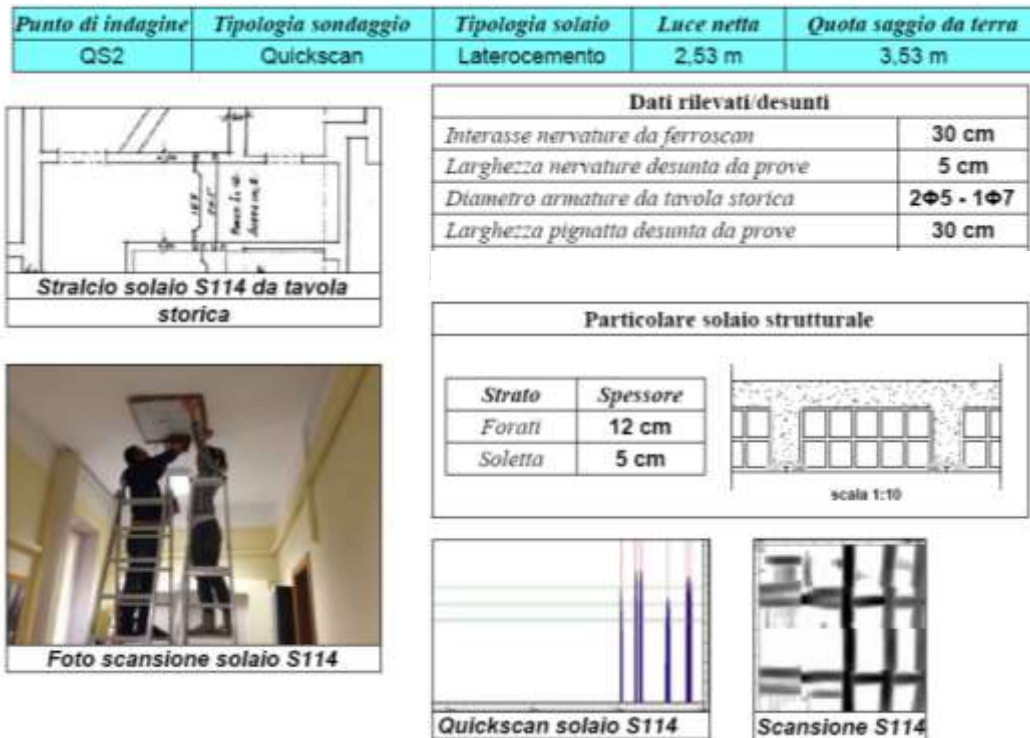 Punto di indagine Tipologia sondaggio Tipologia solaio Luce netta Quota saggio da terra
QS2 Quickscan Laterocemento 2,53 m 3,53 m
Stralcio solaio S114 da tavola
storica
Dati rilevati/desunti
Interasse nervature da ferroscan 30 cm
Larghezza nervature desunta da prove 5 cm
Diametro armature da tavola storica 2Φ5 - 1Φ7
Larghezza pignatta desunta da prove 30 cm
Particolare solaio strutturale
Strato Spessore
Forati 12 cm
Soletta 5 cm
scala 1:10
Foto scansione solaio S114
Quickscan solaio S114
Scansione S114